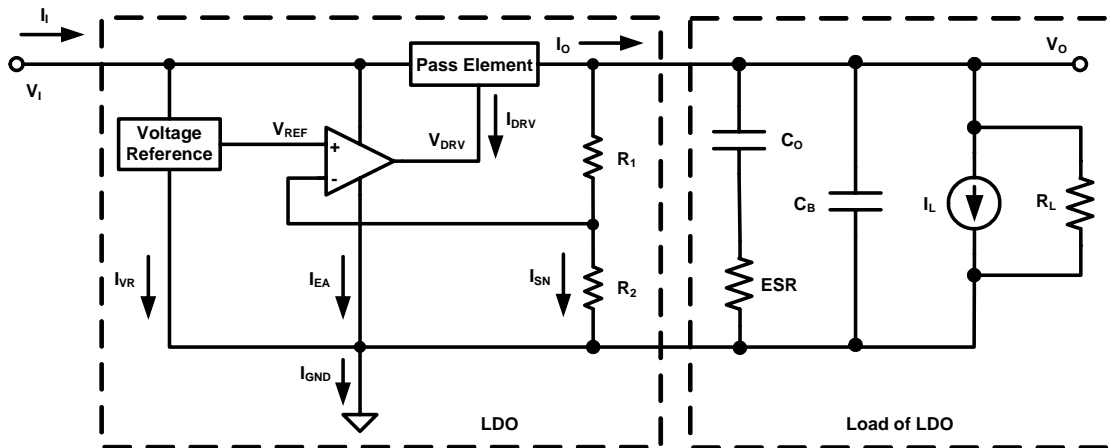 I_I
I_O
V_O
V_I
Pass Element
I_DRV
Voltage
Reference
V_REF
+
-
V_DRV
R_1
C_O
C_B
I_L
R_L
I_VR
I_EA
I_SN
R_2
ESR
I_GND
LDO
Load of LDO